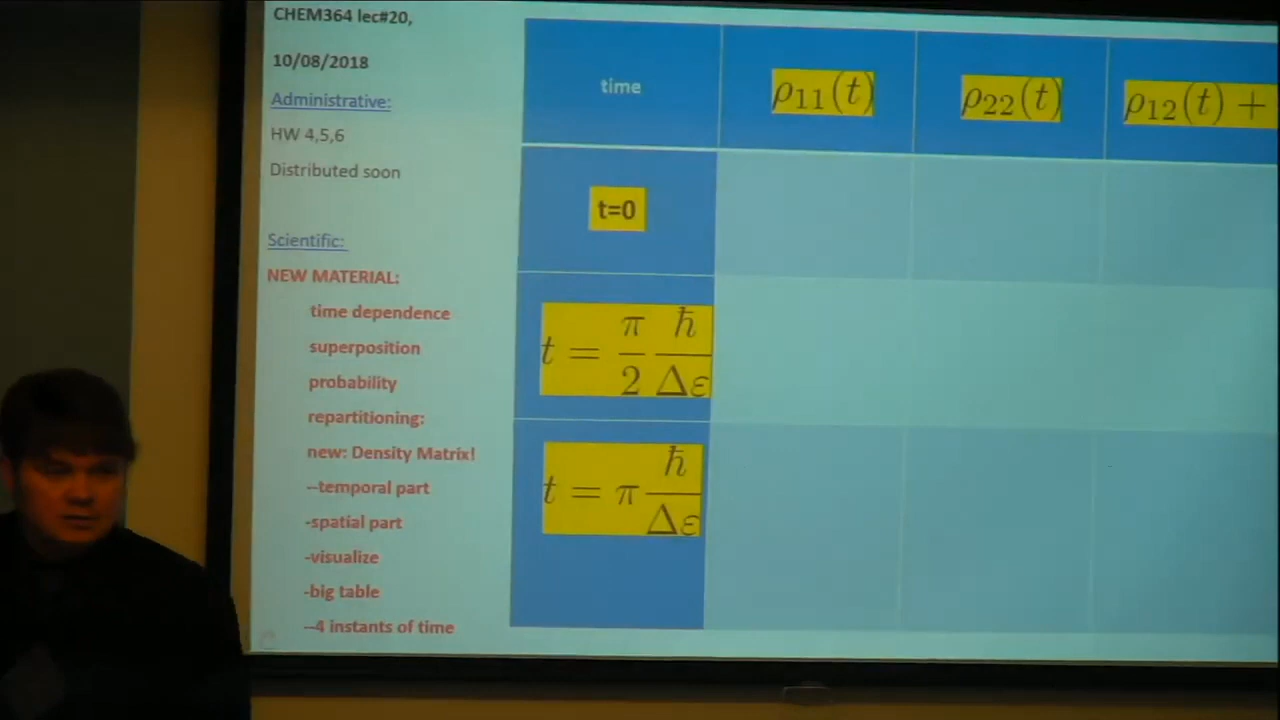 CHEM364 lec#20,
10/08/2018
Administrative:
HW 4,5,6
Distributed soon
Scientific:
NEW MATERIAL:
time dependence
superposition
probability
repartitioning:
new: Density Matrix!
--temporal part
-spatial part
-visualize
-big table
--4 instants of time
time
ρ₁₁(t)
ρ₂₂(t)
ρ₁₂(t) +
t=0
t = π/2 ħ/Δε
t = π ħ/Δε